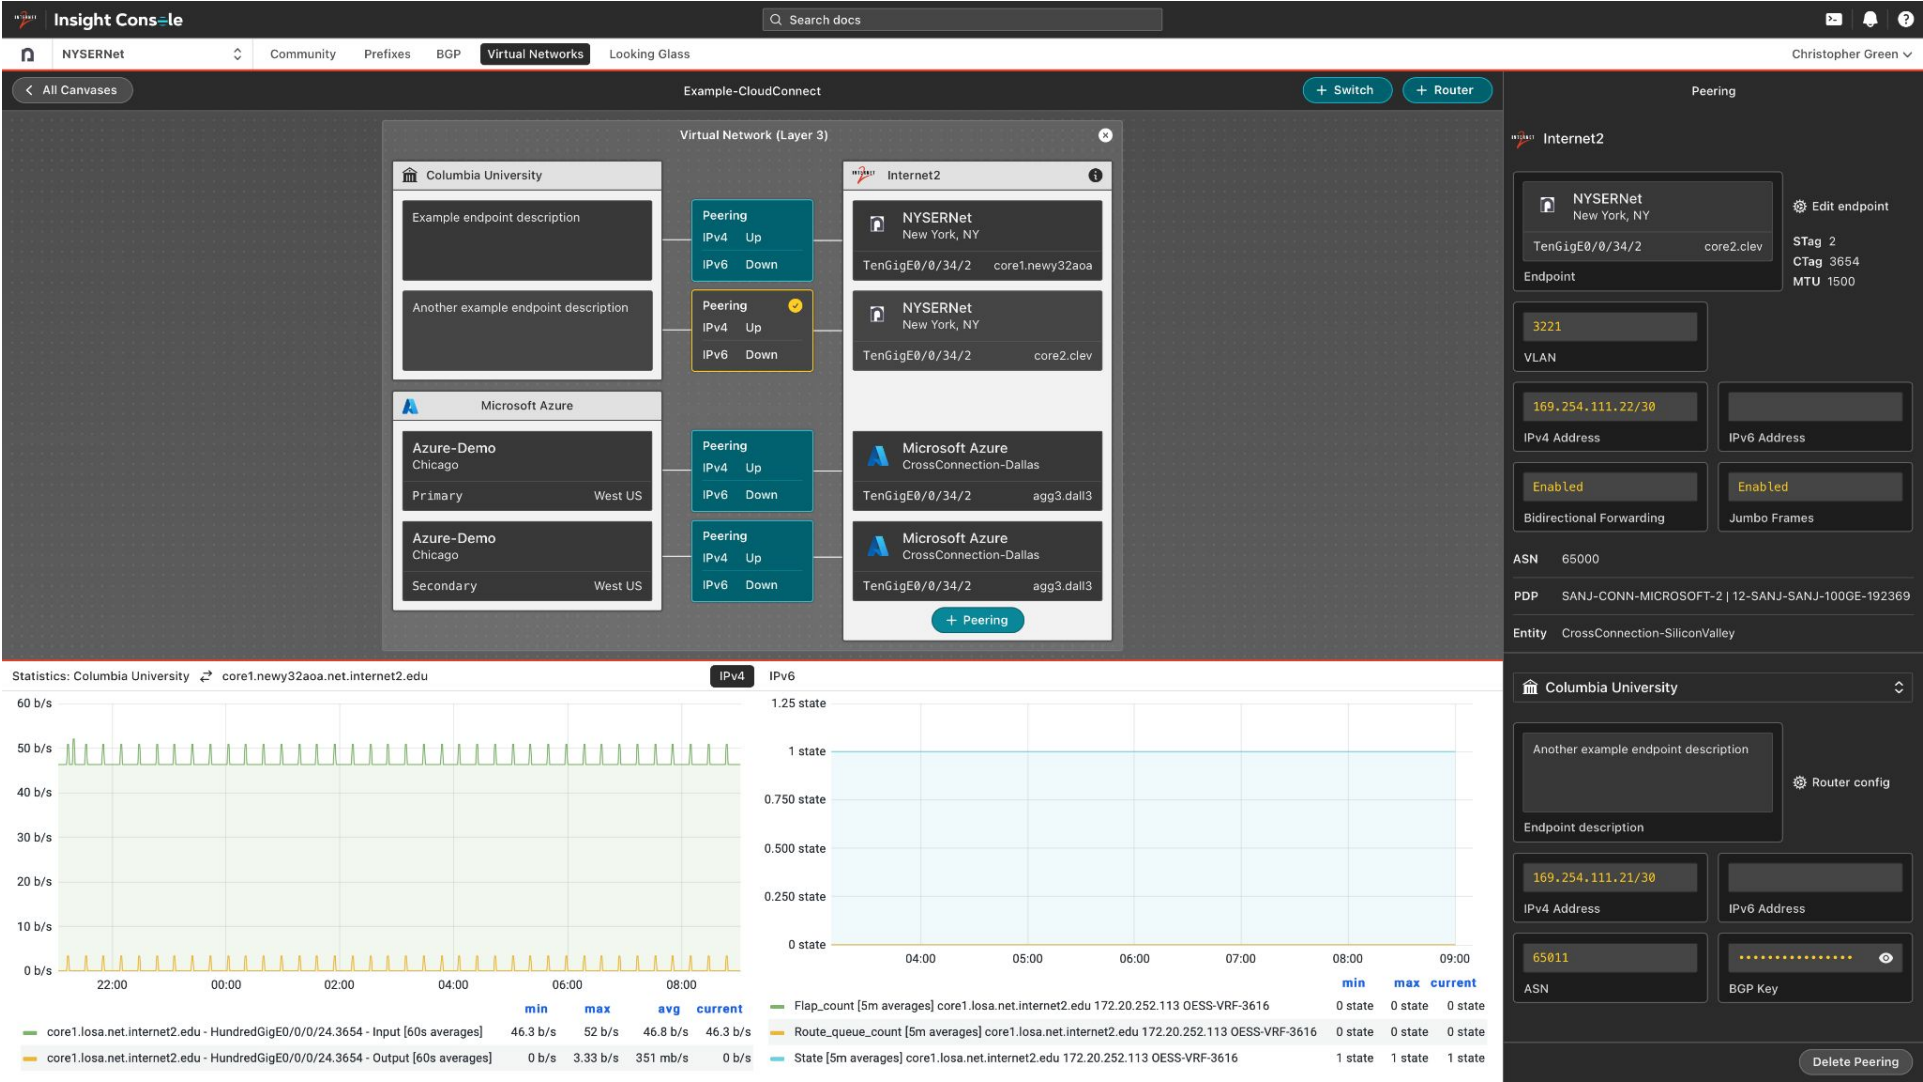 Insight Console
Search docs
NYSERNet
Community
Prefixes
BGP
Virtual Networks
Looking Glass
Christopher Green
All Canvases
Example-CloudConnect
+ Switch
+ Router
Virtual Network (Layer 3)
Columbia University
Example endpoint description
Another example endpoint description
Peering
IPv4 Up
IPv6 Down
Peering
IPv4 Up
IPv6 Down
Internet2
NYSERNet
New York, NY
TenGigE0/0/34/2 core1.newy32aoa
NYSERNet
New York, NY
TenGigE0/0/34/2 core2.clev
Microsoft Azure
Azure-Demo
Chicago
Primary West US
Azure-Demo
Chicago
Secondary West US
Peering
IPv4 Up
IPv6 Down
Peering
IPv4 Up
IPv6 Down
Microsoft Azure
CrossConnection-Dallas
TenGigE0/0/34/2 agg3.dall3
Microsoft Azure
CrossConnection-Dallas
TenGigE0/0/34/2 agg3.dall3
+ Peering
Peering
Internet2
NYSERNet
New York, NY
TenGigE0/0/34/2 core2.clev
Endpoint
Edit endpoint
STag 2
CTag 3654
MTU 1500
3221
VLAN
169.254.111.22/30
IPv4 Address
IPv6 Address
Enabled
Bidirectional Forwarding
Enabled
Jumbo Frames
ASN 65000
PDP SANJ-CONN-MICROSOFT-2 | 12-SANJ-SANJ-100GE-192369
Entity CrossConnection-SiliconValley
Columbia University
Another example endpoint description
Endpoint description
Router config
169.254.111.21/30
IPv4 Address
IPv6 Address
65011
ASN
••••••••••••••••
BGP Key
Delete Peering
Statistics: Columbia University ⇄ core1.newy32aoa.net.internet2.edu
IPv4
IPv6
60 b/s
50 b/s
40 b/s
30 b/s
20 b/s
10 b/s
0 b/s
22:00 00:00 02:00 04:00 06:00 08:00
min max avg current
core1.losa.net.internet2.edu - HundredGigE0/0/0/24.3654 - Input [60s averages] 46.3 b/s 52 b/s 46.8 b/s 46.3 b/s
core1.losa.net.internet2.edu - HundredGigE0/0/0/24.3654 - Output [60s averages] 0 b/s 3.33 b/s 351 mb/s 0 b/s
1.25 state
1 state
0.750 state
0.500 state
0.250 state
0 state
04:00 05:00 06:00 07:00 08:00 09:00
min max current
Flap_count [5m averages] core1.losa.net.internet2.edu 172.20.252.113 OESS-VRF-3616 0 state 0 state 0 state
Route_queue_count [5m averages] core1.losa.net.internet2.edu 172.20.252.113 OESS-VRF-3616 0 state 0 state 0 state
State [5m averages] core1.losa.net.internet2.edu 172.20.252.113 OESS-VRF-3616 1 state 1 state 1 state